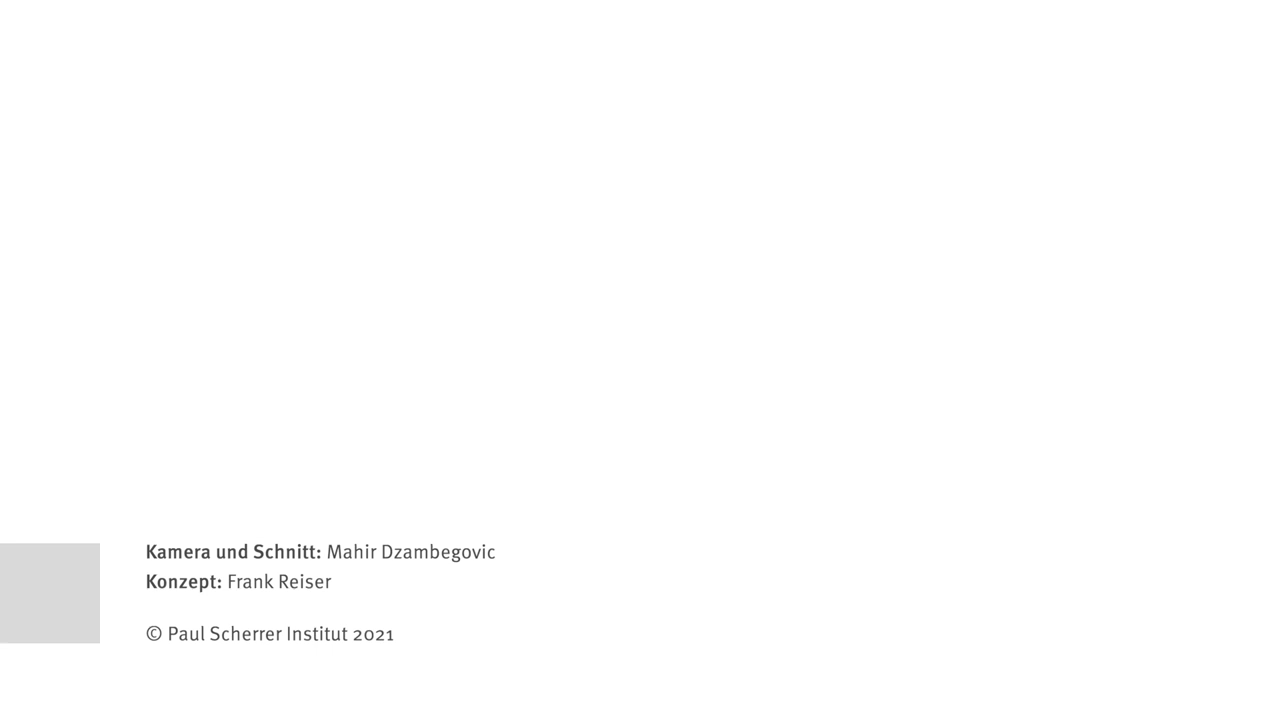 Kamera und Schnitt: Mahir Dzambegovic
Konzept: Frank Reiser
© Paul Scherrer Institut 2021